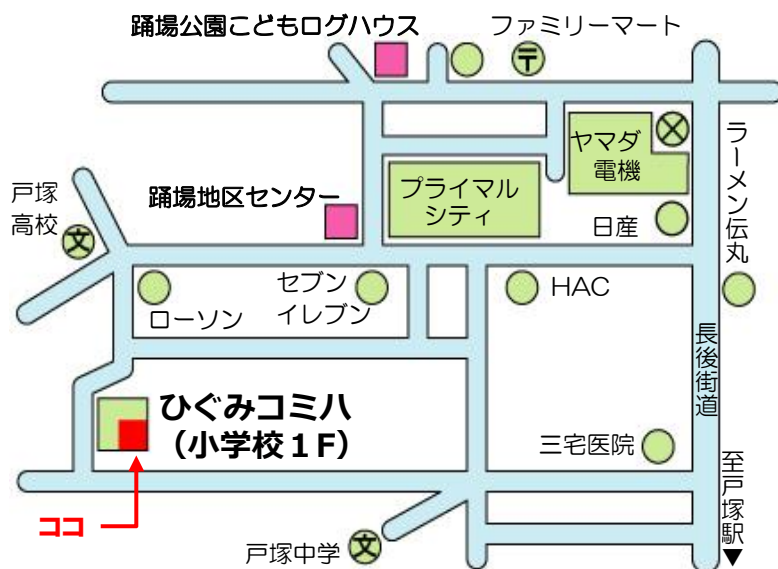 踊場公園こどもログハウス
ファミリーマート
〒
ヤマダ
電機
ラーメン伝丸
戸塚
高校
文
踊場地区センター
プライマル
シティ
日産
セブン
イレブン
HAC
ローソン
長後街道
ひぐみコミハ
（小学校１F）
三宅医院
至戸塚駅▼
ココ
戸塚中学
文